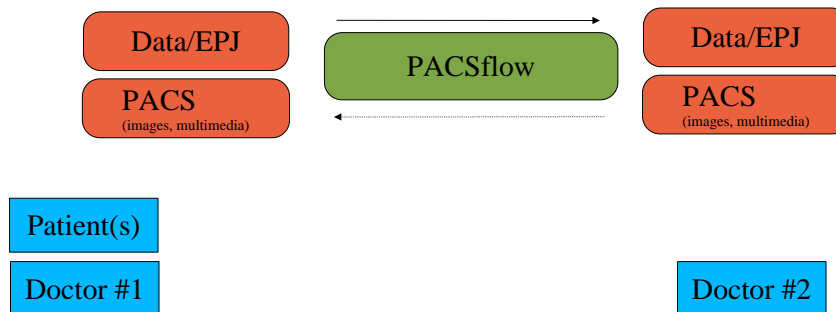 Data/EPJ
PACS
(images, multimedia)
PACSflow
Data/EPJ
PACS
(images, multimedia)
Patient(s)
Doctor #1
Doctor #2